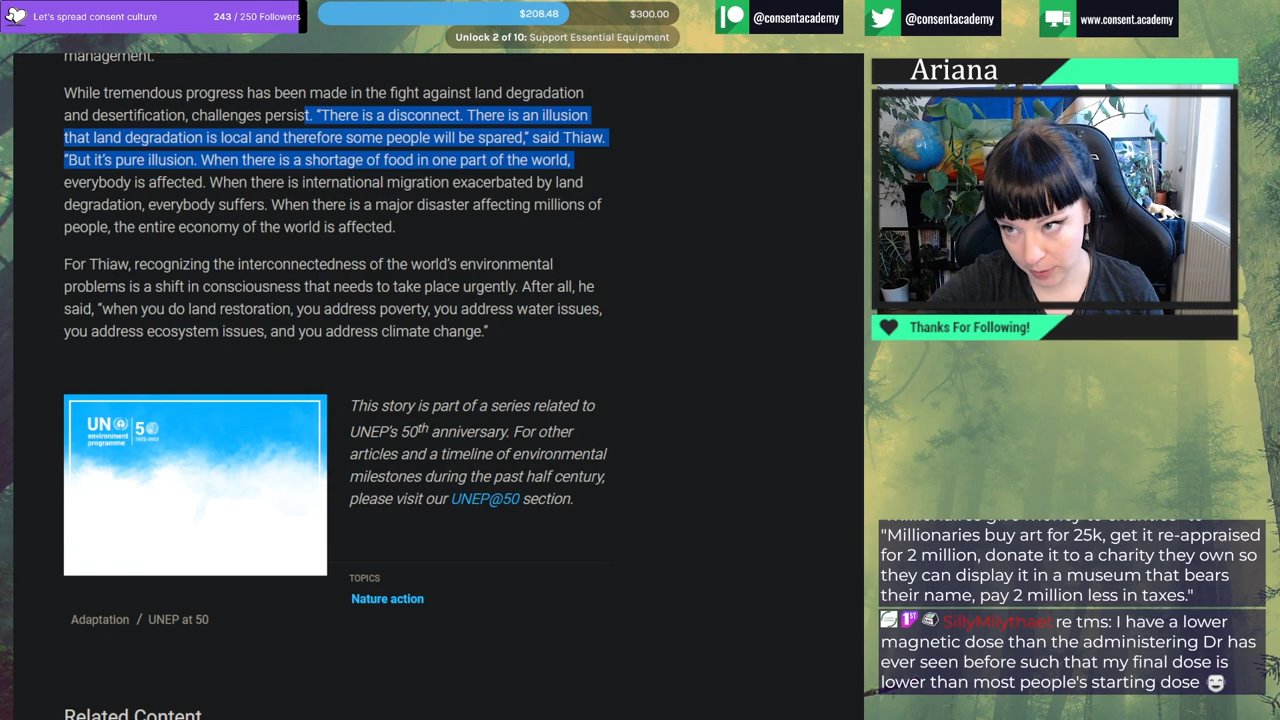 Let's spread consent culture
243 / 250 Followers
$208.48
$300.00
Unlock 2 of 10: Support Essential Equipment
@consentacademy
@consentacademy
www.consent.academy
management.
While tremendous progress has been made in the fight against land degradation
and desertification, challenges persist. “There is a disconnect. There is an illusion
that land degradation is local and therefore some people will be spared,” said Thiaw.
“But it’s pure illusion. When there is a shortage of food in one part of the world,
everybody is affected. When there is international migration exacerbated by land
degradation, everybody suffers. When there is a major disaster affecting millions of
people, the entire economy of the world is affected.
For Thiaw, recognizing the interconnectedness of the world’s environmental
problems is a shift in consciousness that needs to take place urgently. After all, he
said, “when you do land restoration, you address poverty, you address water issues,
you address ecosystem issues, and you address climate change.”
UN
environment
programme
50
1972-2022
This story is part of a series related to
UNEP’s 50th anniversary. For other
articles and a timeline of environmental
milestones during the past half century,
please visit our UNEP@50 section.
TOPICS
Nature action
Adaptation / UNEP at 50
Related Content
Ariana
Thanks For Following!
"Millionaires give money to charities" to
"Millionaries buy art for 25k, get it re-appraised
for 2 million, donate it to a charity they own so
they can display it in a museum that bears
their name, pay 2 million less in taxes."
1ST
SillyMilythael re tms: I have a lower
magnetic dose than the administering Dr has
ever seen before such that my final dose is
lower than most people's starting dose